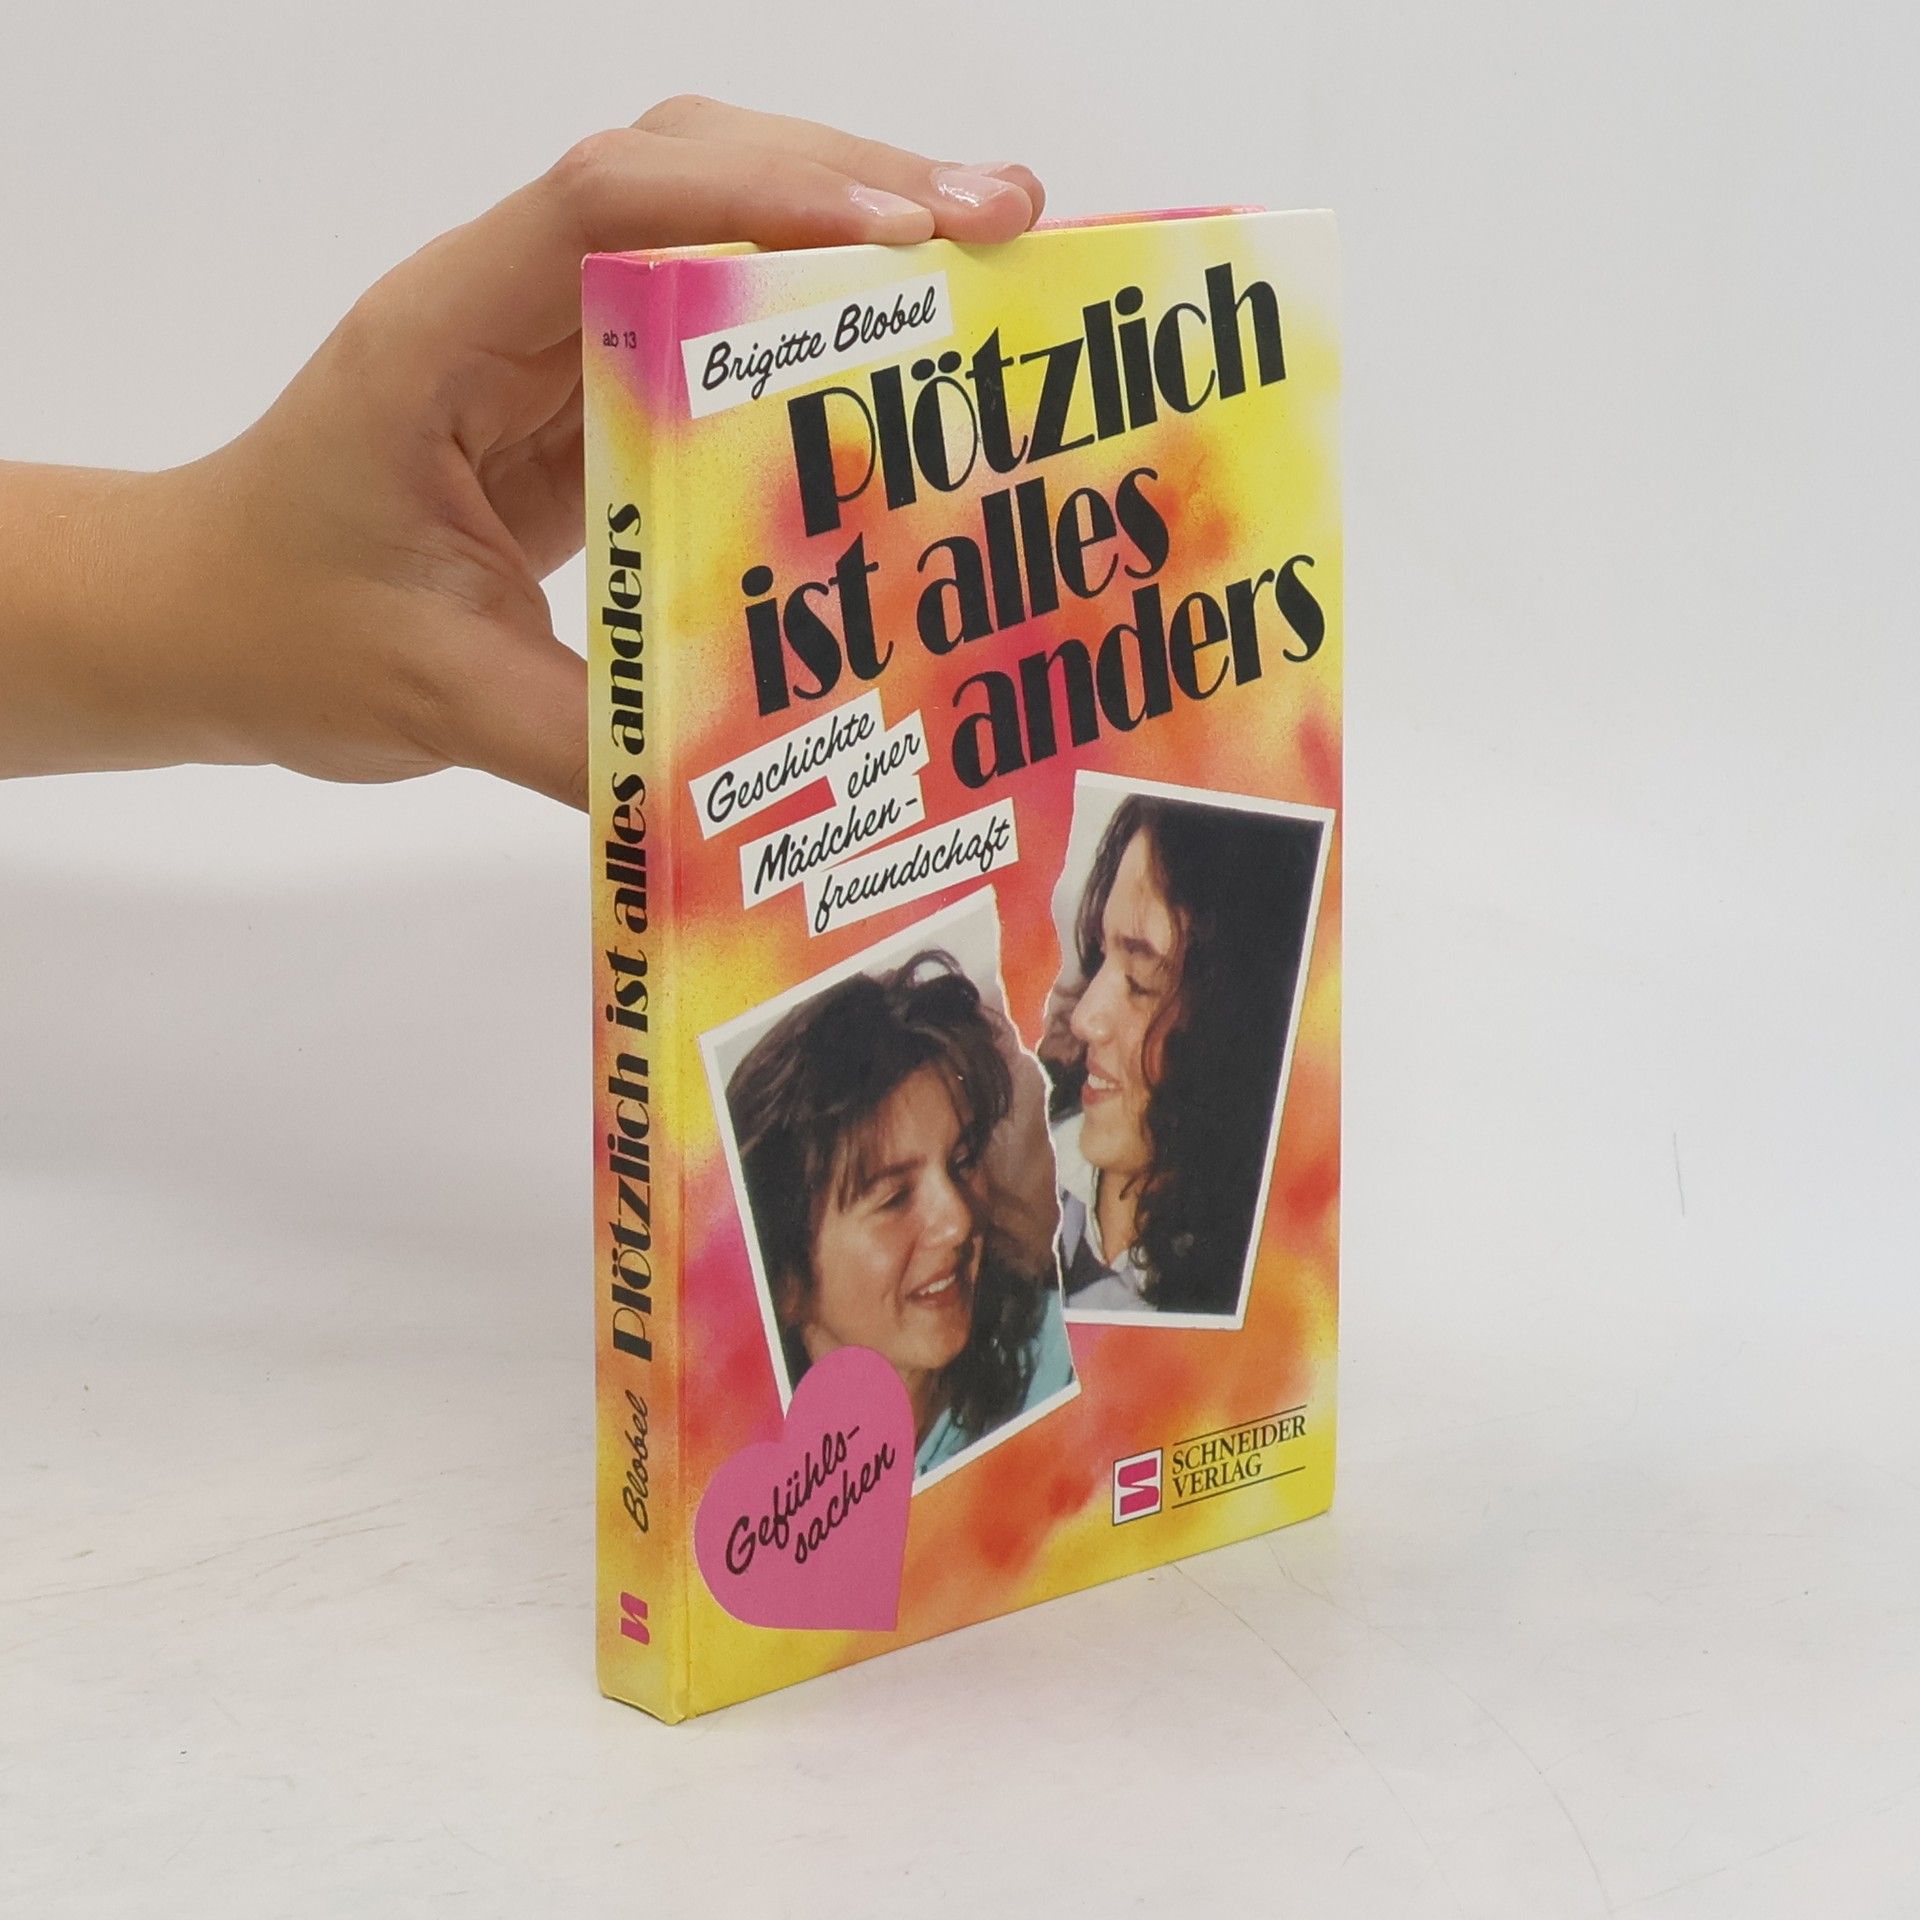 ab 13
Plötzlich ist alles anders
Blobel
Brigitte Blobel
Plötzlich
ist alles
anders
Geschichte
einer
Mädchen-
freundschaft
Gefühls-
sachen
SCHNEIDER
VERLAG